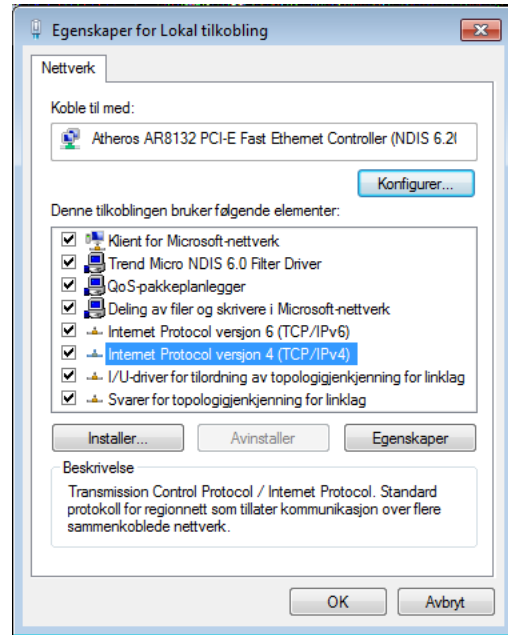 Egenskaper for Lokal tilkobling
Nettverk
Koble til med:
Atheros AR8132 PCI-E Fast Ethernet Controller (NDIS 6.2(
Konfigurer...
Denne tilkoblingen bruker følgende elementer:
Klient for Microsoft-nettverk
Trend Micro NDIS 6.0 Filter Driver
QoS-pakkeplanlegger
Deling av filer og skrivere i Microsoft-nettverk
Internet Protocol versjon 6 (TCP/IPv6)
Internet Protocol versjon 4 (TCP/IPv4)
I/U-driver for tilordning av topologigjenkjenning for linklag
Svarer for topologigjenkjenning for linklag
Installer...
Avinstaller
Egenskaper
Beskrivelse
Transmission Control Protocol / Internet Protocol. Standard
protokoll for regionnett som tillater kommunikasjon over flere
sammenkoblede nettverk.
OK
Avbryt